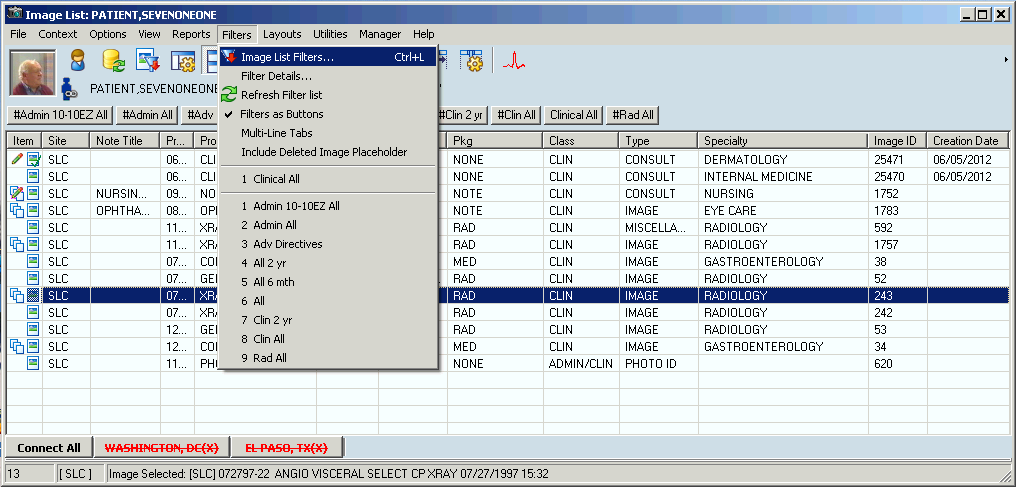 Image List: PATIENT,SEVENONEONE
File Context Options View Reports Filters Layouts Utilities Manager Help
Image List Filters... Ctrl+L
Filter Details...
Refresh Filter list
Filters as Buttons
Multi-Line Tabs
Include Deleted Image Placeholder
1 Clinical All
1 Admin 10-10EZ All
2 Admin All
3 Adv Directives
4 All 2 yr
5 All 6 mth
6 All
7 Clin 2 yr
8 Clin All
9 Rad All
PATIENT,SEVENONEONE
#Admin 10-10EZ All #Admin All #Adv #Clin 2 yr #Clin All Clinical All #Rad All
Item Site Note Title Pr... Pro Pkg Class Type Specialty Image ID Creation Date
SLC 06... CLI NONE CLIN CONSULT DERMATOLOGY 25471 06/05/2012
SLC 06... CLI NONE CLIN CONSULT INTERNAL MEDICINE 25470 06/05/2012
SLC NURSIN... 09... NO NOTE CLIN CONSULT NURSING 1752
SLC OPHTHA... 08... OPI NOTE CLIN IMAGE EYE CARE 1783
SLC 11... XRA RAD CLIN MISCELLA... RADIOLOGY 592
SLC 11... XRA RAD CLIN IMAGE RADIOLOGY 1757
SLC 07... COI MED CLIN IMAGE GASTROENTEROLOGY 38
SLC 07... GEI RAD CLIN IMAGE RADIOLOGY 52
SLC 07... XRA RAD CLIN IMAGE RADIOLOGY 243
SLC 07... XRA RAD CLIN IMAGE RADIOLOGY 242
SLC 12... GEI RAD CLIN IMAGE RADIOLOGY 53
SLC 12... COI MED CLIN IMAGE GASTROENTEROLOGY 34
SLC 11... PHO NONE ADMIN/CLIN PHOTO ID 620
Connect All WASHINGTON, DC(X) EL PASO, TX(X)
13 [ SLC ] Image Selected: [SLC] 072797-22 ANGIO VISCERAL SELECT CP XRAY 07/27/1997 15:32